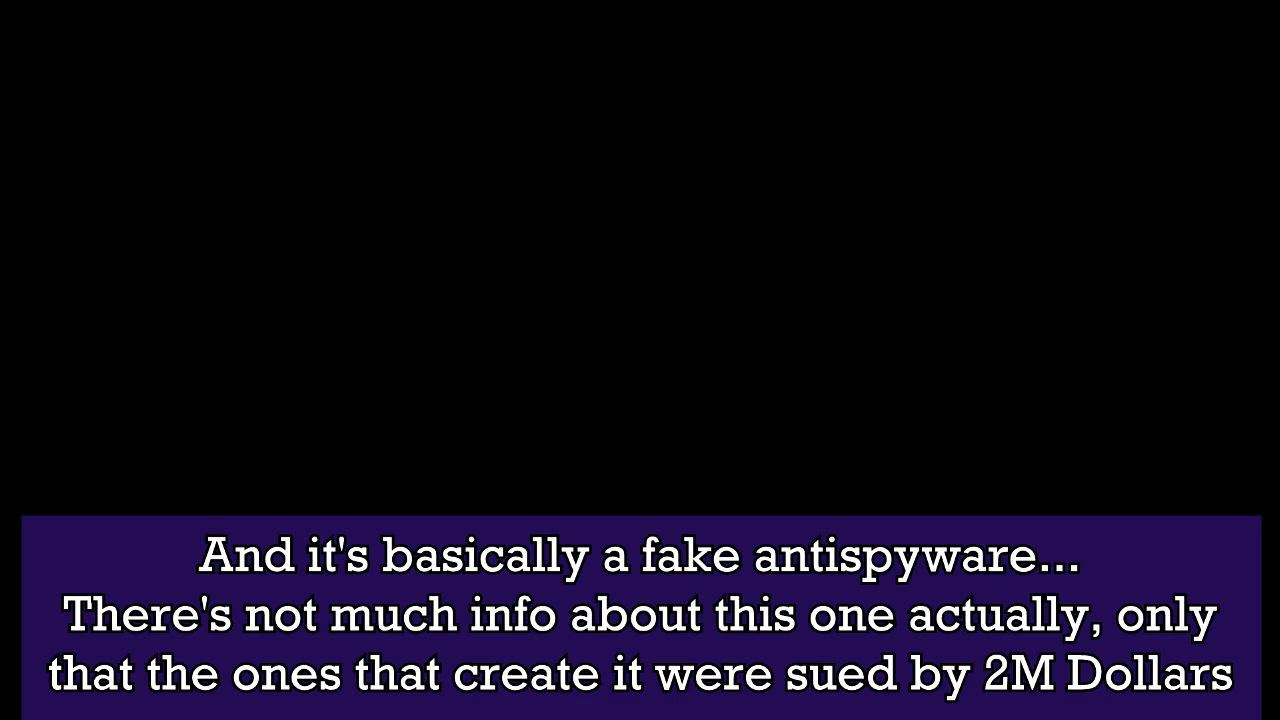 And it's basically a fake antispyware...
There's not much info about this one actually, only
that the ones that create it were sued by 2M Dollars